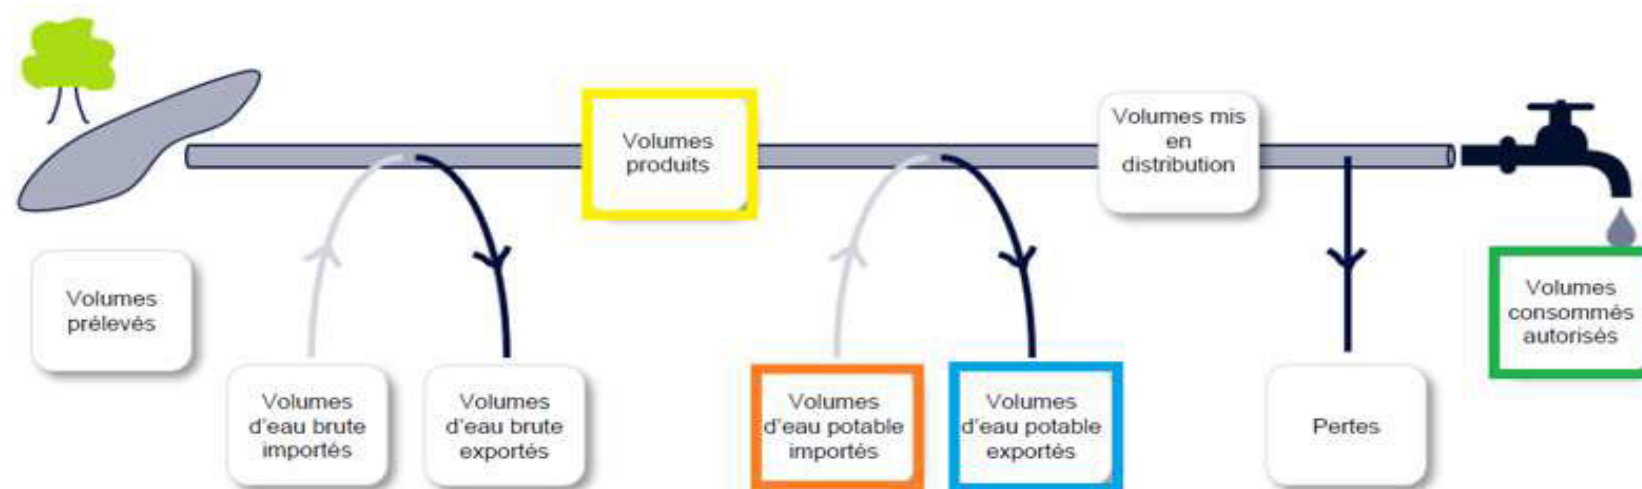 Volumes
prélevés
Volumes
d'eau brute
importés
Volumes
d'eau brute
exportés
Volumes
produits
Volumes
d'eau potable
importés
Volumes
d'eau potable
exportés
Volumes mis
en
distribution
Pertes
Volumes
consommés
autorisés